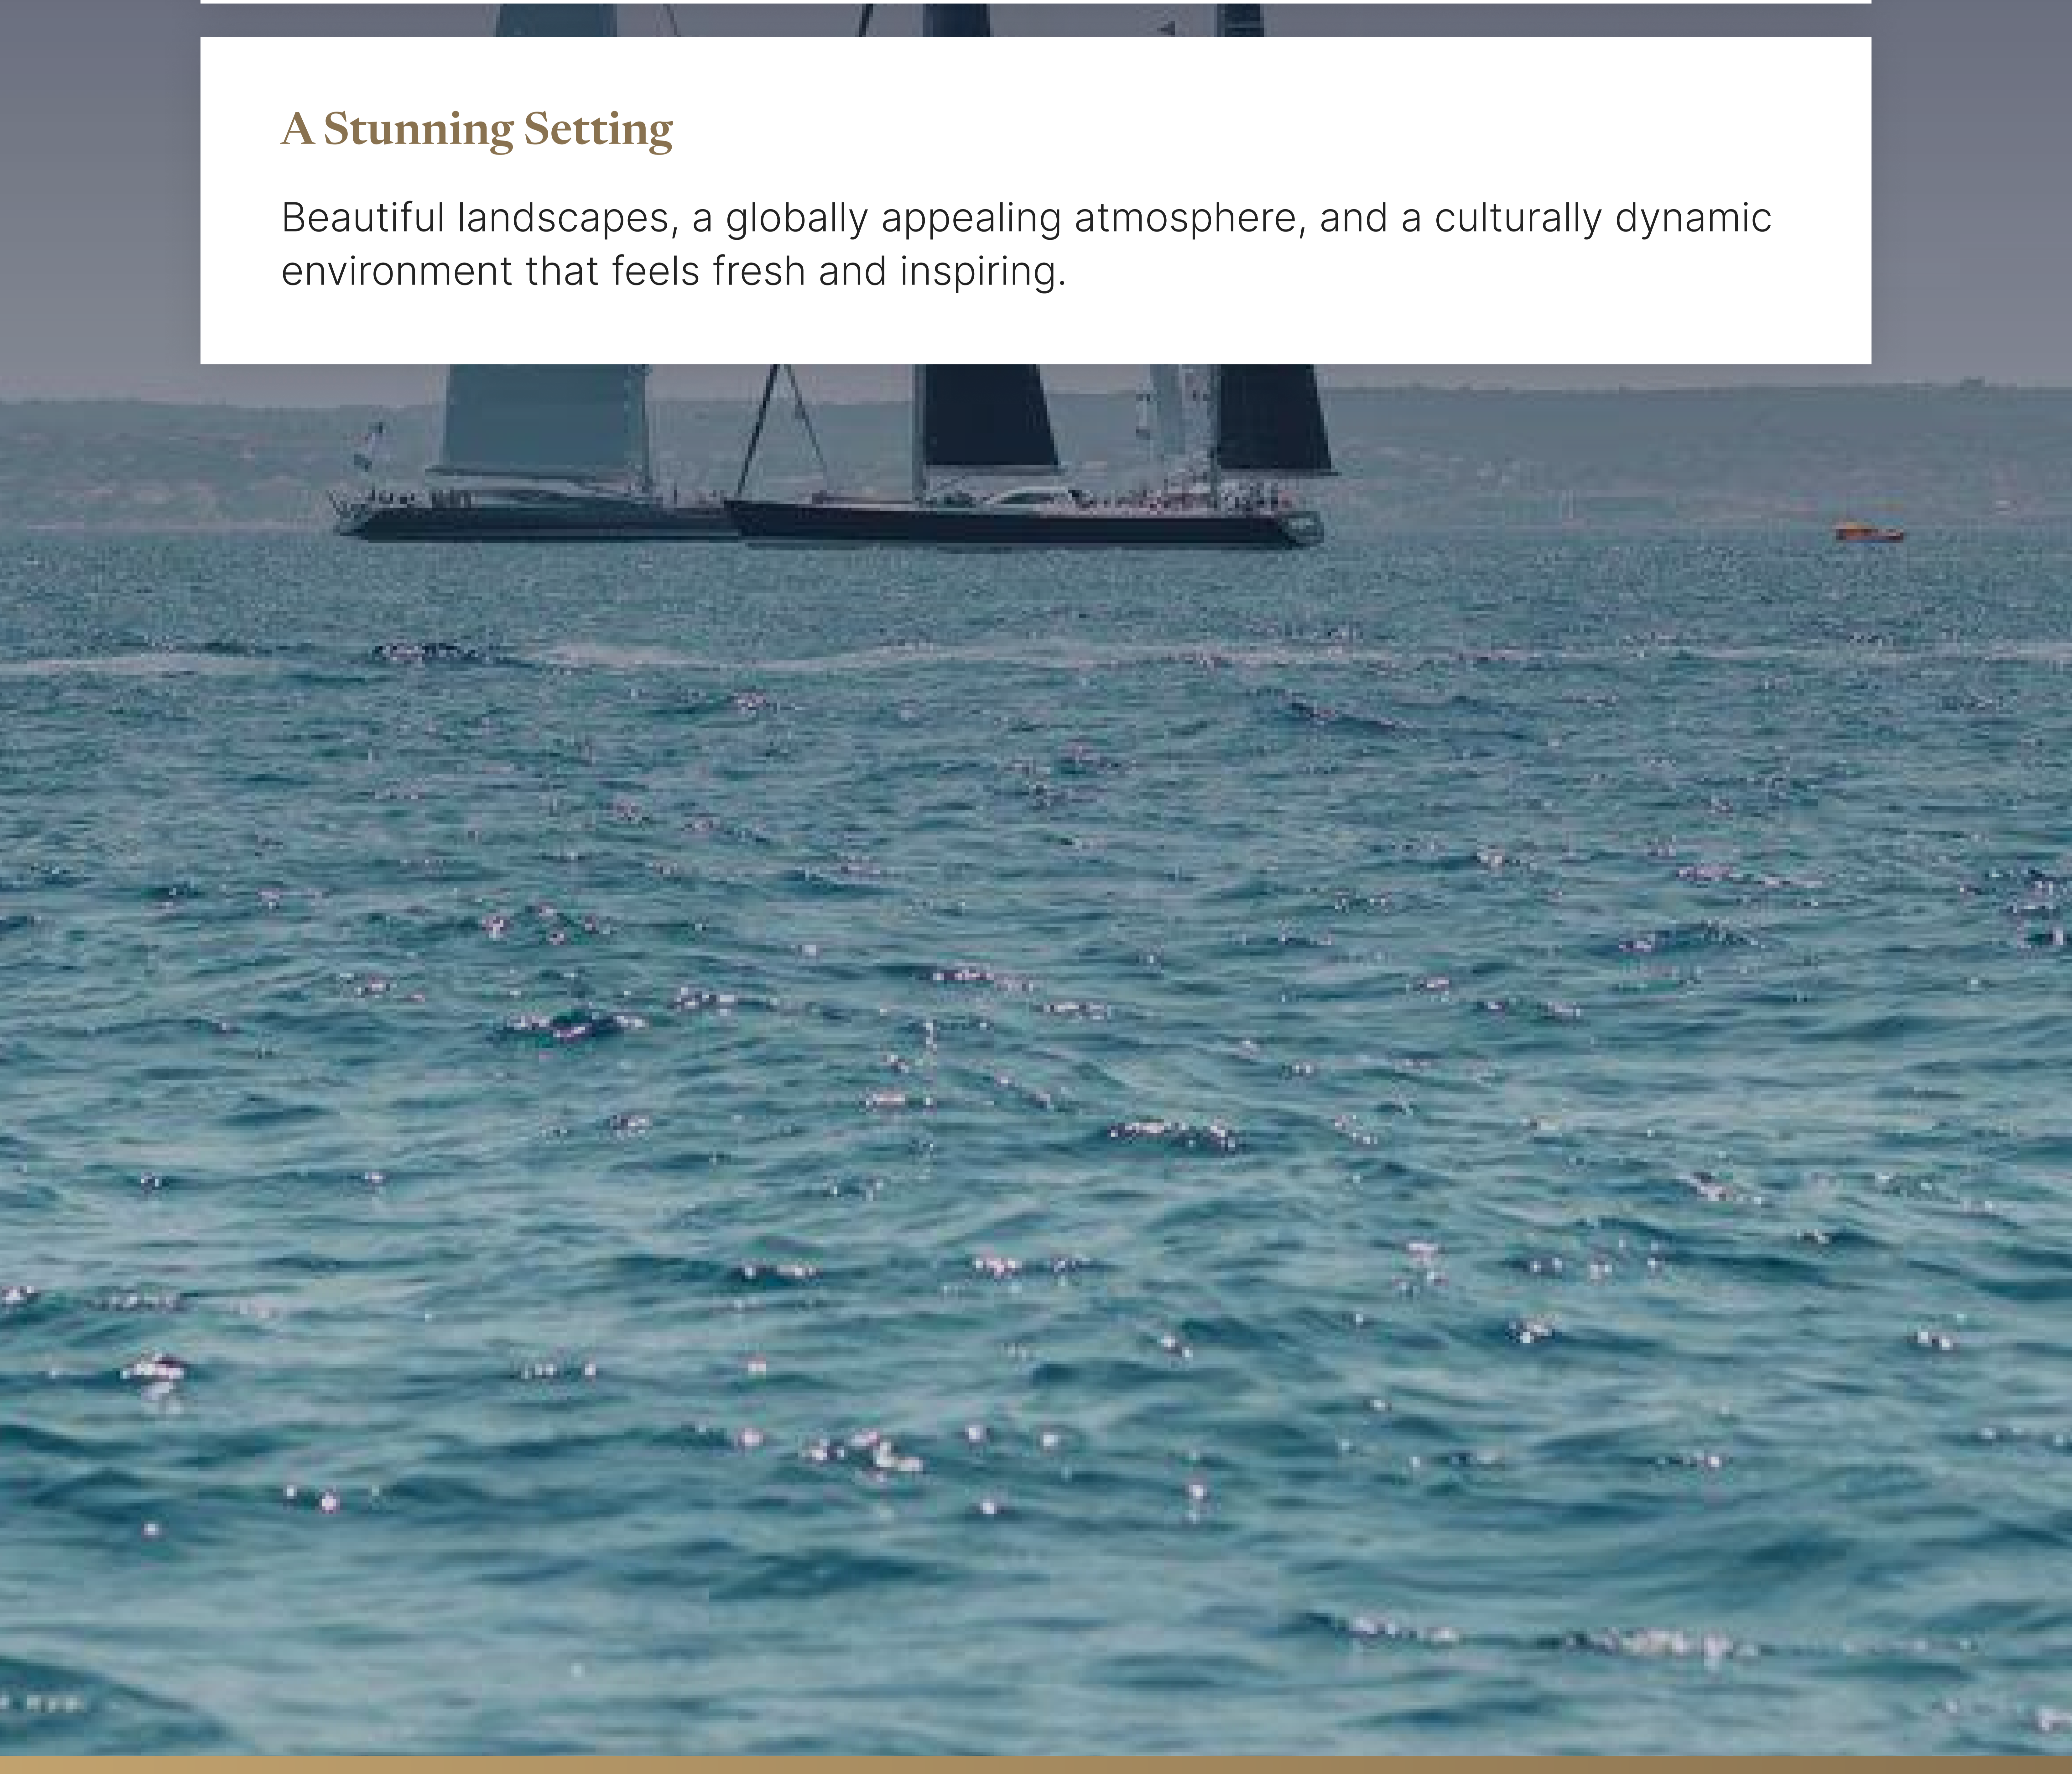 A Stunning Setting
Beautiful landscapes, a globally appealing atmosphere, and a culturally dynamic
environment that feels fresh and inspiring.